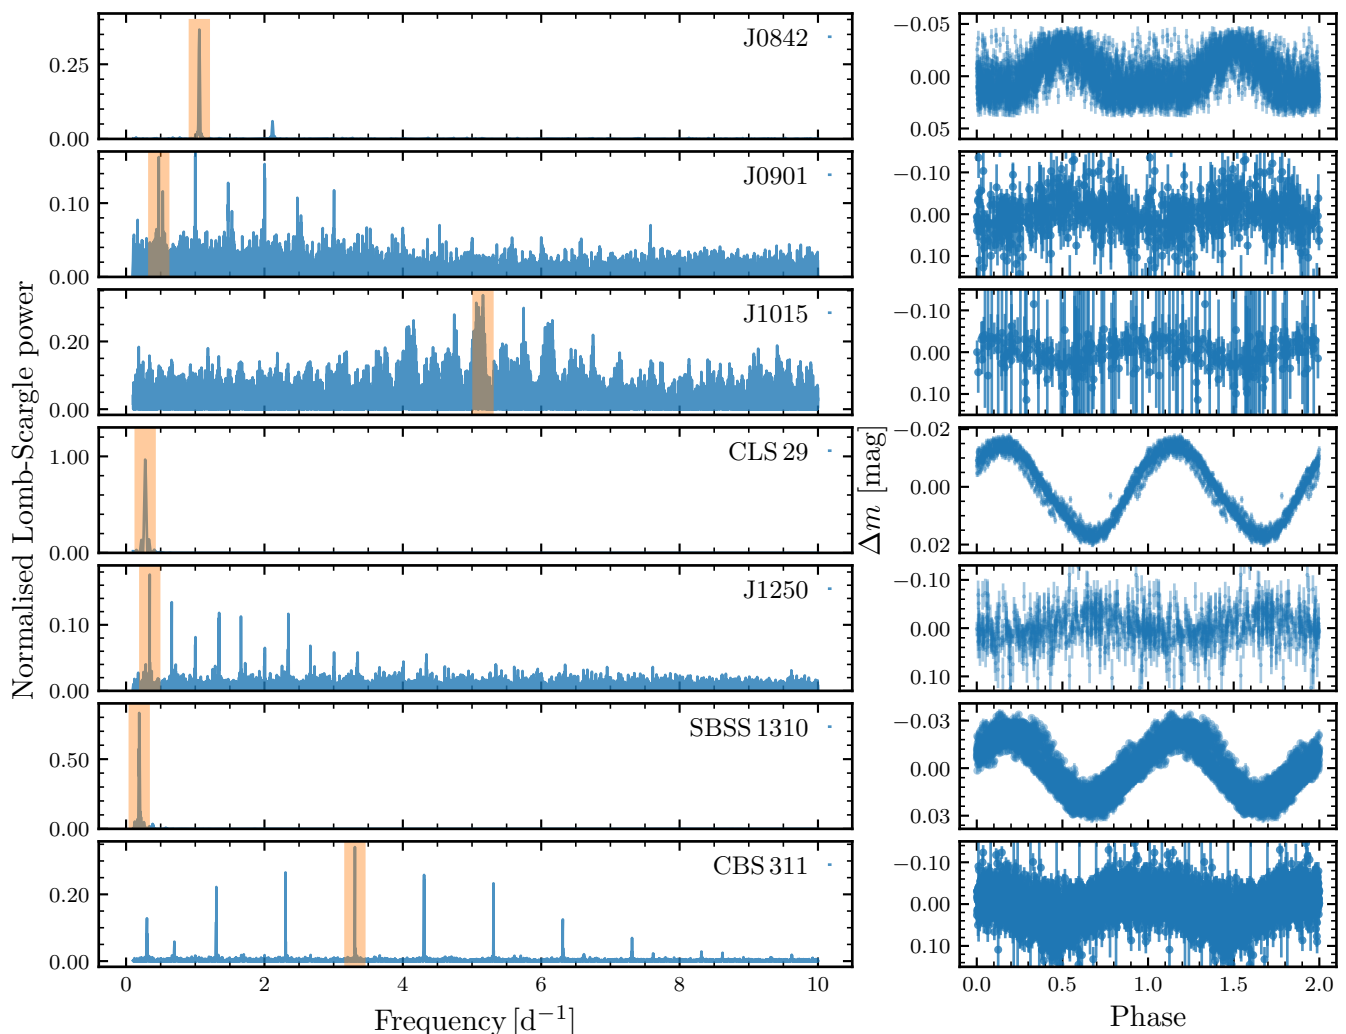 J0842
0.25
0.00
−0.05
0.00
0.05
J0901
0.10
0.00
−0.10
0.00
0.10
J1015
0.20
0.00
−0.10
0.00
0.10
CLS 29
1.00
0.00
−0.02
0.00
0.02
J1250
0.10
0.00
−0.10
0.00
0.10
SBSS 1310
0.50
0.00
−0.03
0.00
0.03
CBS 311
0.20
0.00
−0.10
0.00
0.10
0 2 4 6 8 10
0.0 0.5 1.0 1.5 2.0
Frequency [d⁻¹]
Phase
Normalised Lomb-Scargle power
Δm [mag]